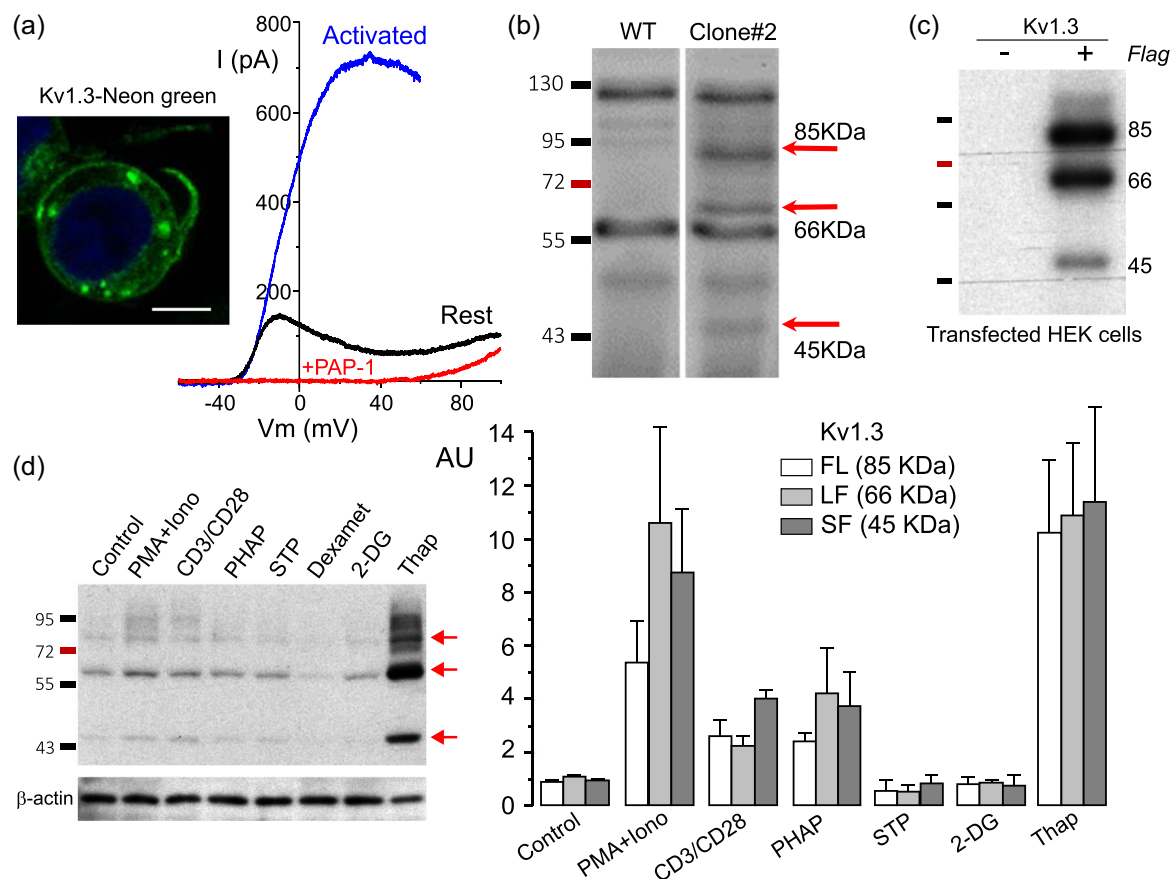 (a)
Kv1.3-Neon green
I (pA)
Activated
Rest
+PAP-1
800
600
400
200
0
-40
0
40
80
Vm (mV)
(b)
WT
Clone#2
130
95
72
55
43
85KDa
66KDa
45KDa
(c)
Kv1.3
- + Flag
85
66
45
Transfected HEK cells
(d)
Control
PMA+Iono
CD3/CD28
PHAP
STP
Dexamet
2-DG
Thap
95
72
55
43
β-actin
AU
14
12
10
8
6
4
2
0
Kv1.3
FL (85 KDa)
LF (66 KDa)
SF (45 KDa)
Control
PMA+Iono
CD3/CD28
PHAP
STP
2-DG
Thap